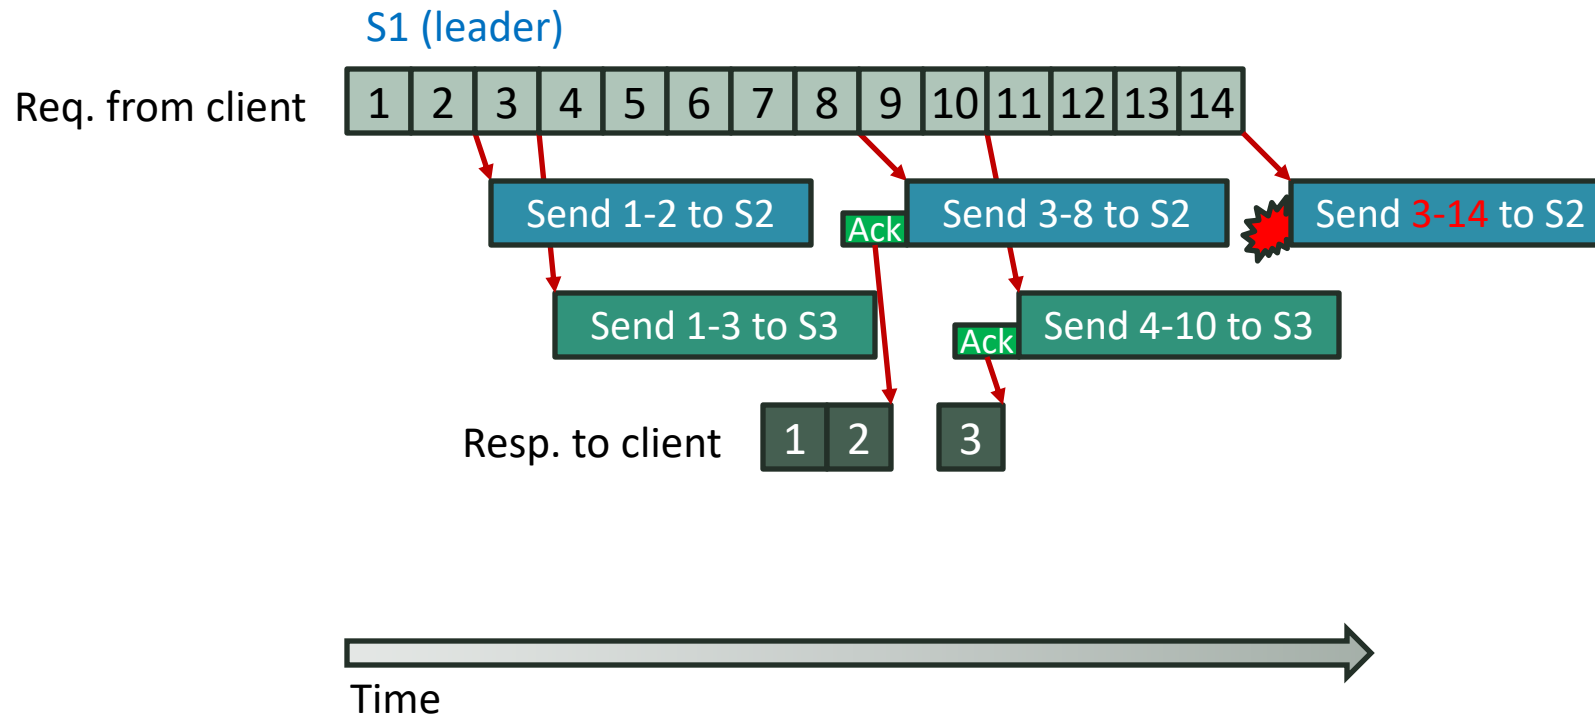 S1 (leader)
Req. from client 1 2 3 4 5 6 7 8 9 10 11 12 13 14
Send 1-2 to S2
Ack
Send 3-8 to S2
Send 3-14 to S2
Send 1-3 to S3
Ack
Send 4-10 to S3
Resp. to client 1 2 3
Time